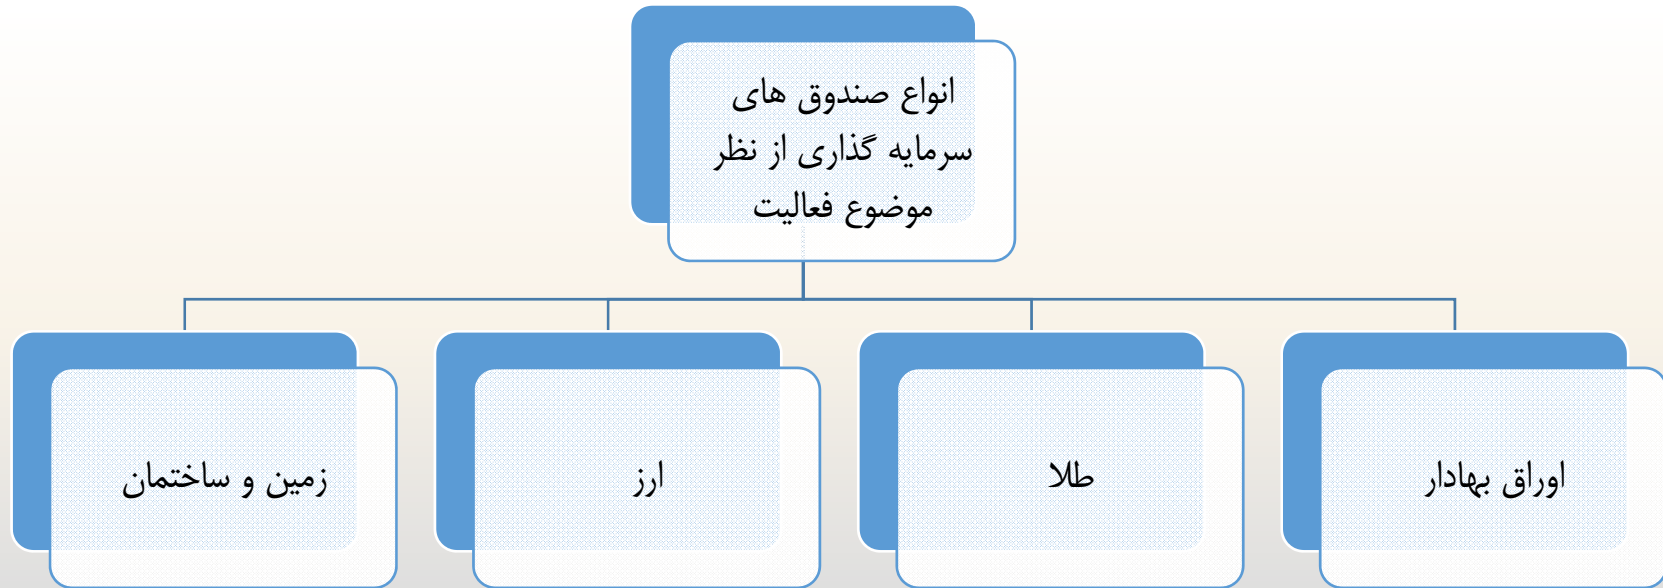 انواع صندوق های
سرمایه گذاری از نظر
موضوع فعالیت
اوراق بهادار
طلا
ارز
زمین و ساختمان